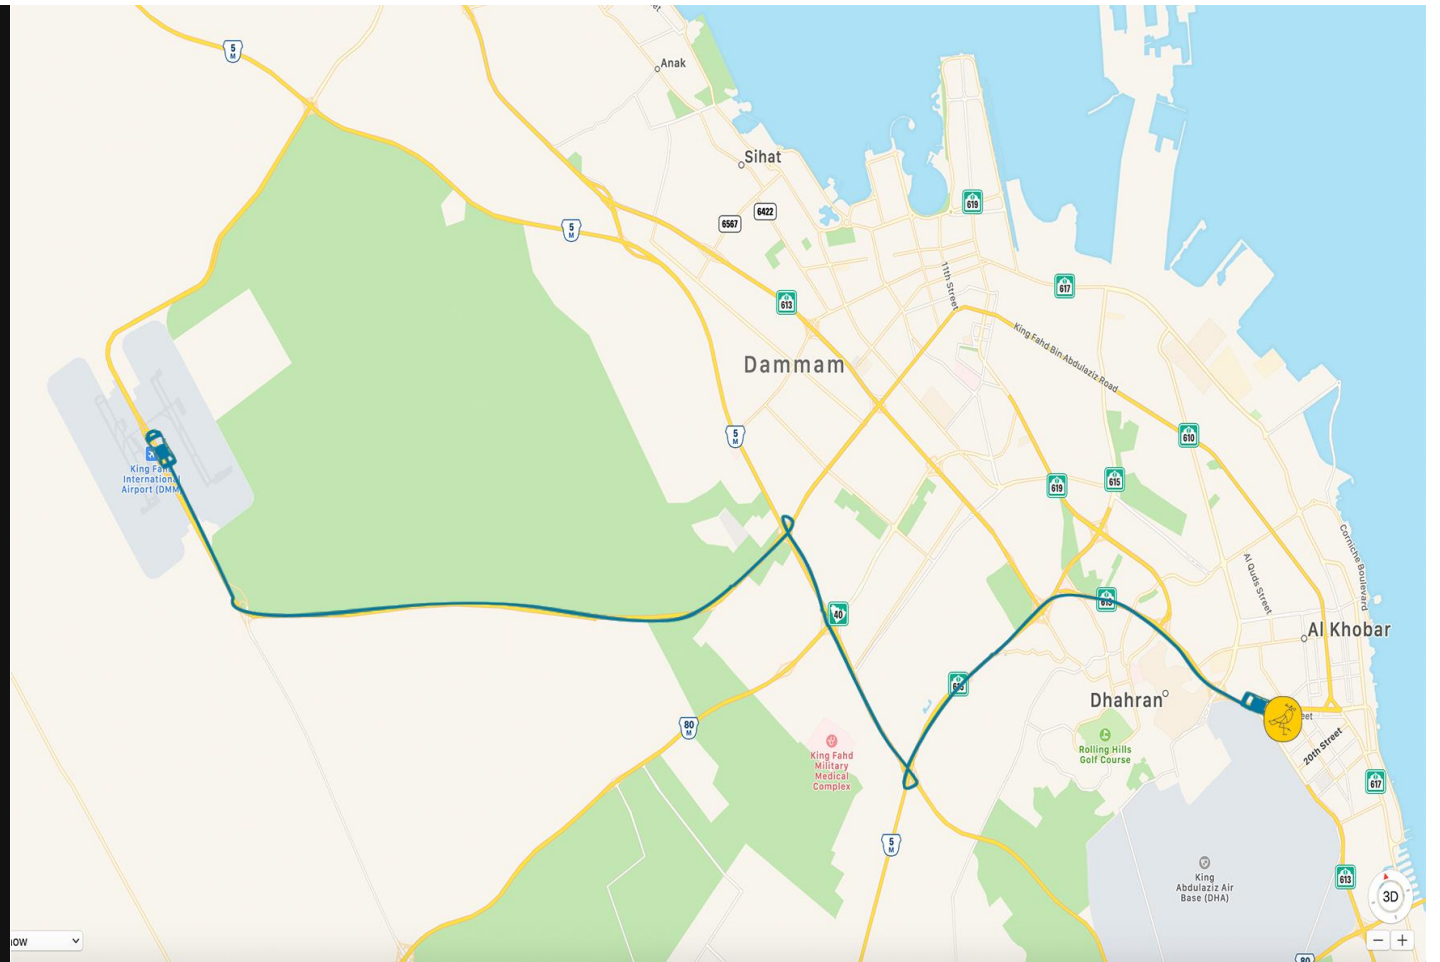 5
M
Anak
Sihat
619
6422
6567
5
M
11th Street
617
613
King Fahd Bin Abdulaziz Road
Dammam
5
M
610
King Fahd
International
Airport (DMM)
615
619
Corniche Boulevard
Al Quds Street
40
Al Khobar
Dhahran
80
M
King Fahd
Military
Medical
Complex
Rolling Hills
Golf Course
20th Street
617
5
M
King
Abdulaziz Air
Base (DHA)
613
3D
now
80